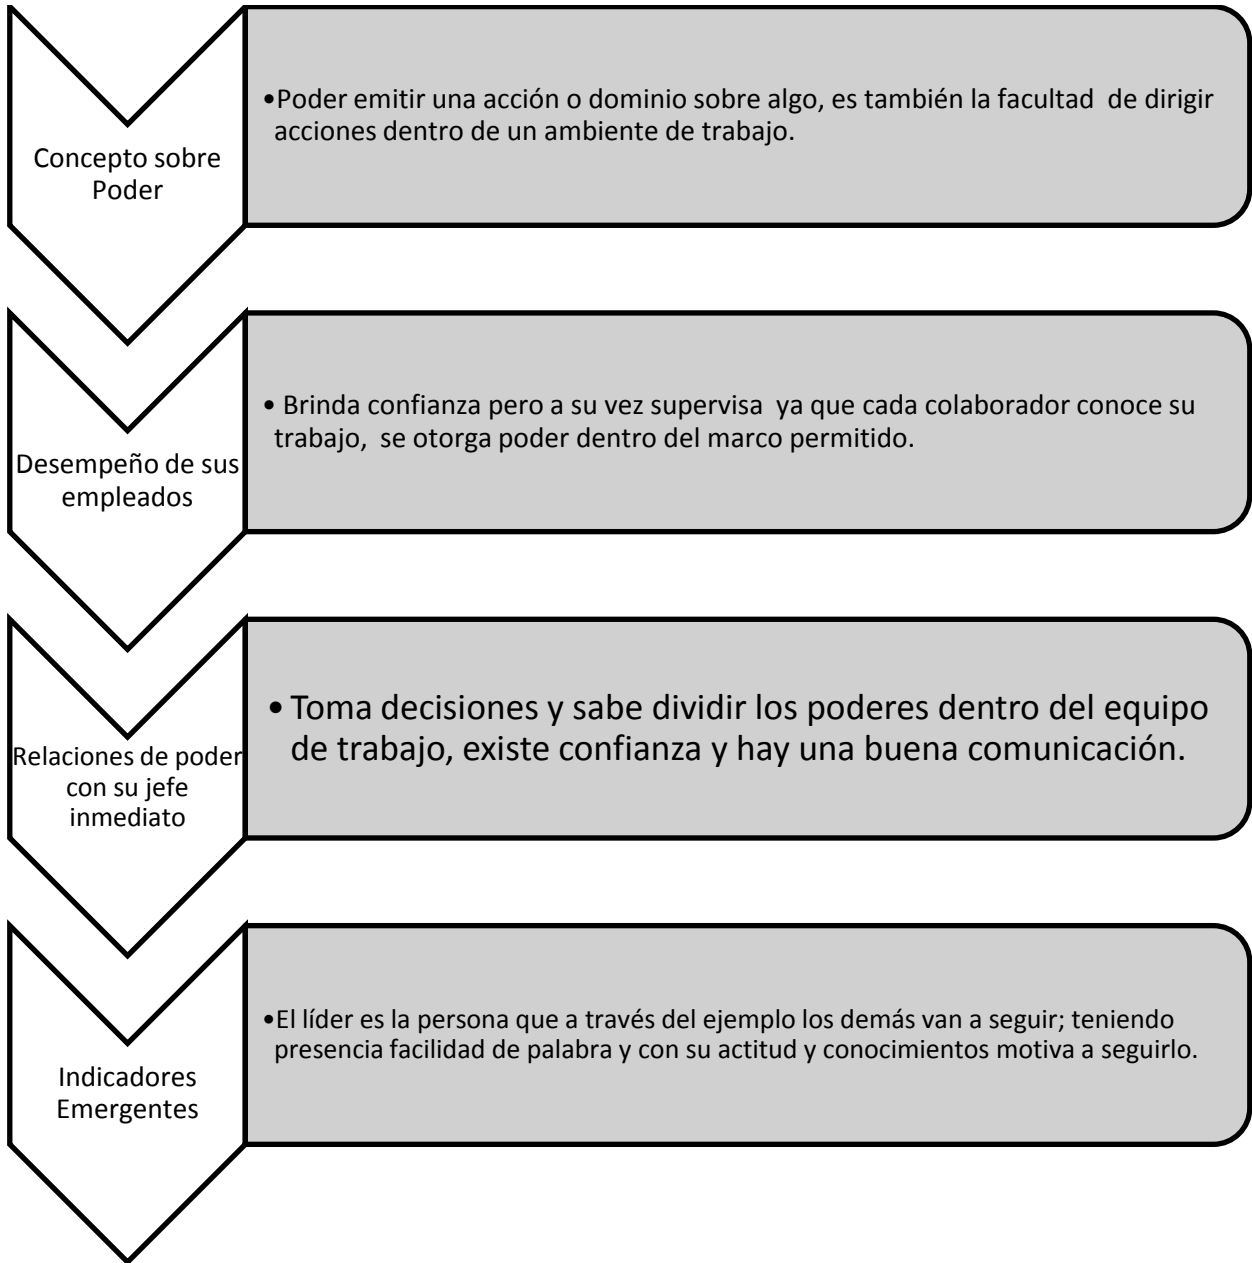 Concepto sobre
Poder
•Poder emitir una acción o dominio sobre algo, es también la facultad  de dirigir
acciones dentro de un ambiente de trabajo.
Desempeño de sus
empleados
• Brinda confianza pero a su vez supervisa  ya que cada colaborador conoce su
trabajo,  se otorga poder dentro del marco permitido.
Relaciones de poder
con su jefe
inmediato
• Toma decisiones y sabe dividir los poderes dentro del equipo
de trabajo, existe confianza y hay una buena comunicación.
Indicadores
Emergentes
•El líder es la persona que a través del ejemplo los demás van a seguir; teniendo
presencia facilidad de palabra y con su actitud y conocimientos motiva a seguirlo.